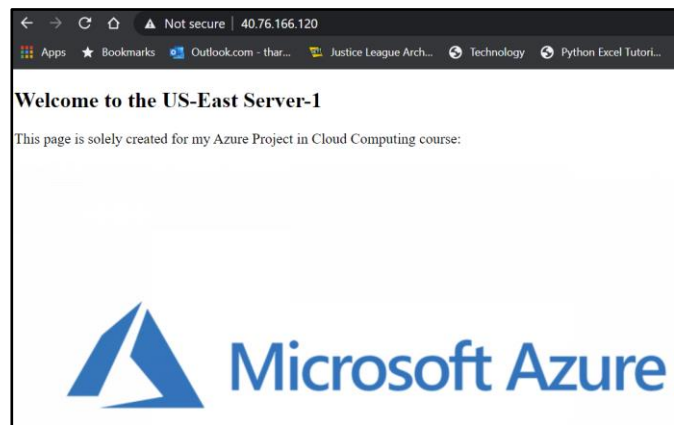 Not secure | 40.76.166.120
Apps Bookmarks Outlook.com - thar... Justice League Arch... Technology Python Excel Tutori...
Welcome to the US-East Server-1
This page is solely created for my Azure Project in Cloud Computing course:
Microsoft Azure